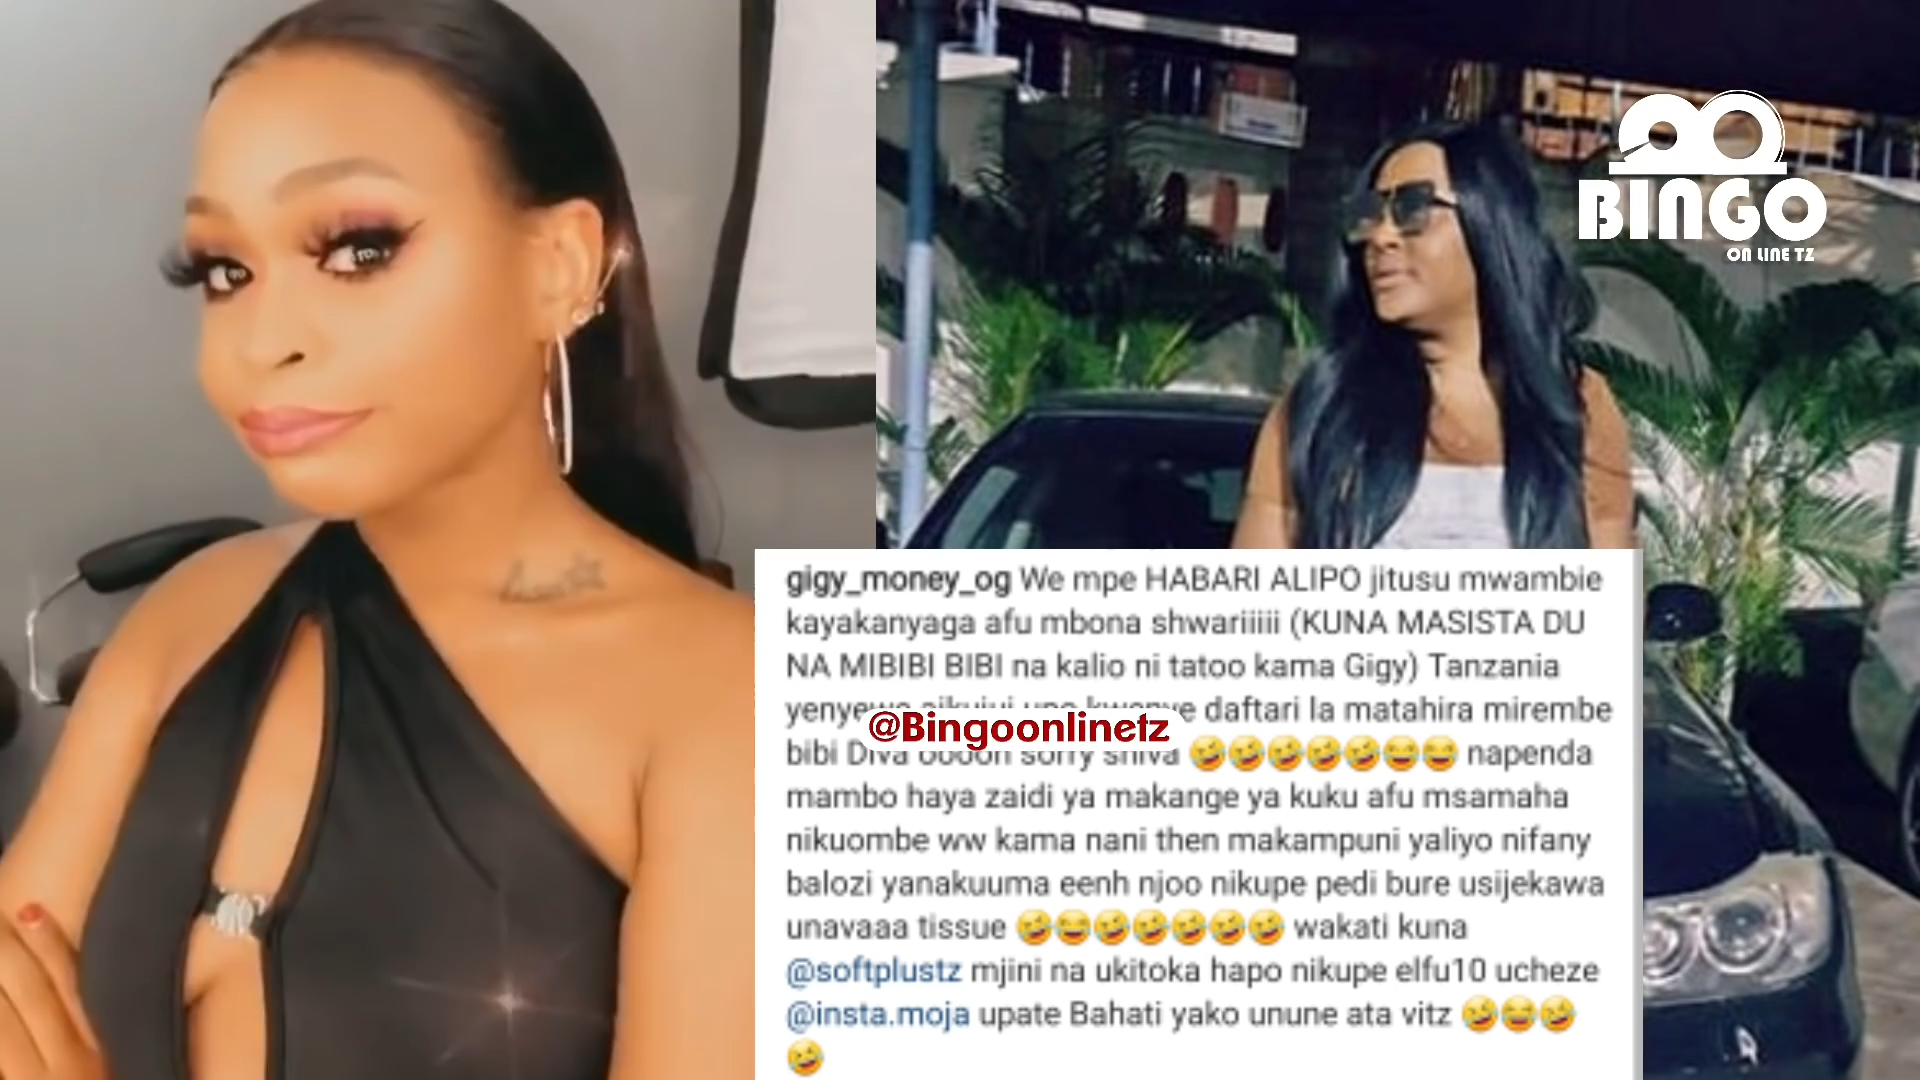 BINGO
ON LINE TZ
gigy_money_og We mpe HABARI ALIPO jitusu mwambie
kayakanyaga afu mbona shwariiiii (KUNA MASISTA DU
NA MIBIBI BIBI na kalio ni tatoo kama Gigy) Tanzania
daftari la matahira mirembe
@Bingoonlinetz
bibi Diva sorry shiva 🤣🤣🤣🤣🤣😂😂 napenda
mambo haya zaidi ya makange ya kuku afu msamaha
nikuombe ww kama nani then makampuni yaliyo nifany
balozi yanakuuma eenh njoo nikupe pedi bure usijekawa
unavaaa tissue 🤣😂🤣🤣🤣🤣🤣 wakati kuna
@softplustz mjini na ukitoka hapo nikupe elfu10 ucheze
@insta.moja upate Bahati yako unune ata vitz 🤣😂🤣
🤣